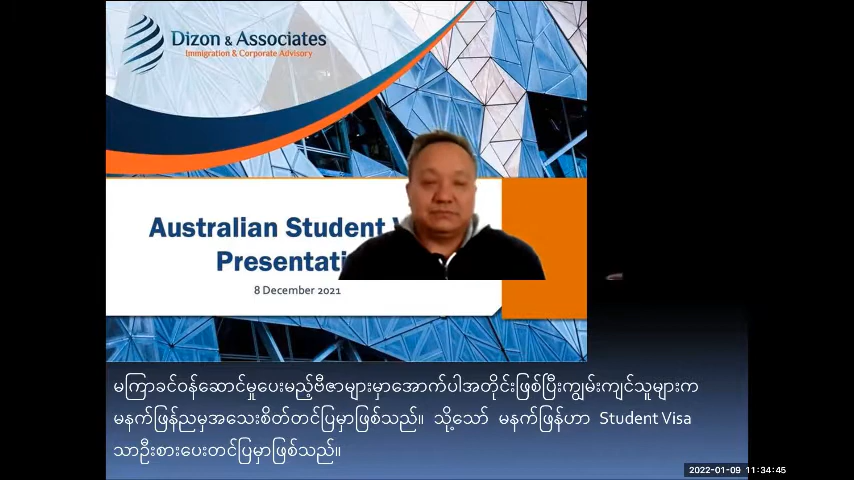 Dizon & Associates
Immigration & Corporate Advisory
Australian Student V
Presentati
8 December 2021
မကြာခင်ဝန်ဆောင်မှုပေးမည့်ဗီဇာများမှာအောက်ပါအတိုင်းဖြစ်ပြီးကျွမ်းကျင်သူများက
မနက်ဖြန်ညမှအသေးစိတ်တင်ပြမှာဖြစ်သည်။ သို့သော် မနက်ဖြန်ဟာ Student Visa
သာဦးစားပေးတင်ပြမှာဖြစ်သည်။
2022-01-09 11:34:45